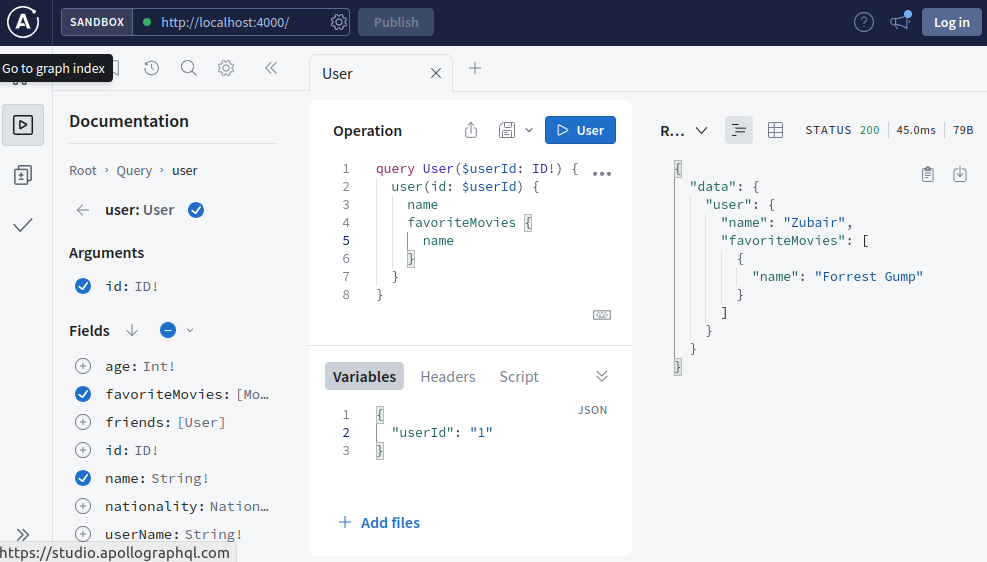 SANDBOX
http://localhost:4000/
Publish
Log in
Go to graph index
User
Documentation
Root › Query › user
user: User
Arguments
id: ID!
Fields
age: Int!
favoriteMovies: [Mo…
friends: [User]
id: ID!
name: String!
nationality: Nation…
userName: String!
https://studio.apollographql.com
Operation
User
1 query User($userId: ID!) {
2 user(id: $userId) {
3 name
4 favoriteMovies {
5 name
6 }
7 }
8 }
Variables
Headers
Script
JSON
1 {
2 "userId": "1"
3 }
+ Add files
R...
STATUS 200
45.0ms
79B
{
"data": {
"user": {
"name": "Zubair",
"favoriteMovies": [
{
"name": "Forrest Gump"
}
]
}
}
}